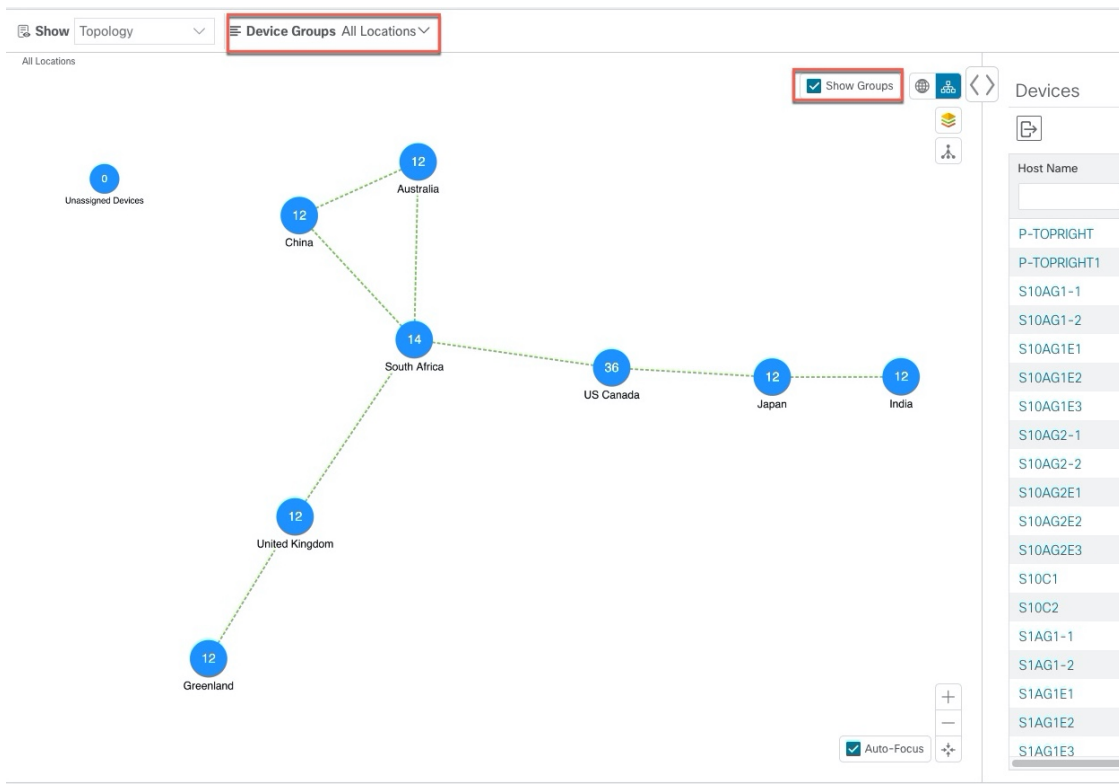 Show Topology Device Groups All Locations
All Locations
Show Groups
Devices
Host Name
0
Unassigned Devices
12
Australia
12
China
14
South Africa
36
US Canada
12
Japan
12
India
12
United Kingdom
12
Greenland
Auto-Focus
P-TOPRIGHT
P-TOPRIGHT1
S10AG1-1
S10AG1-2
S10AG1E1
S10AG1E2
S10AG1E3
S10AG2-1
S10AG2-2
S10AG2E1
S10AG2E2
S10AG2E3
S10C1
S10C2
S1AG1-1
S1AG1-2
S1AG1E1
S1AG1E2
S1AG1E3